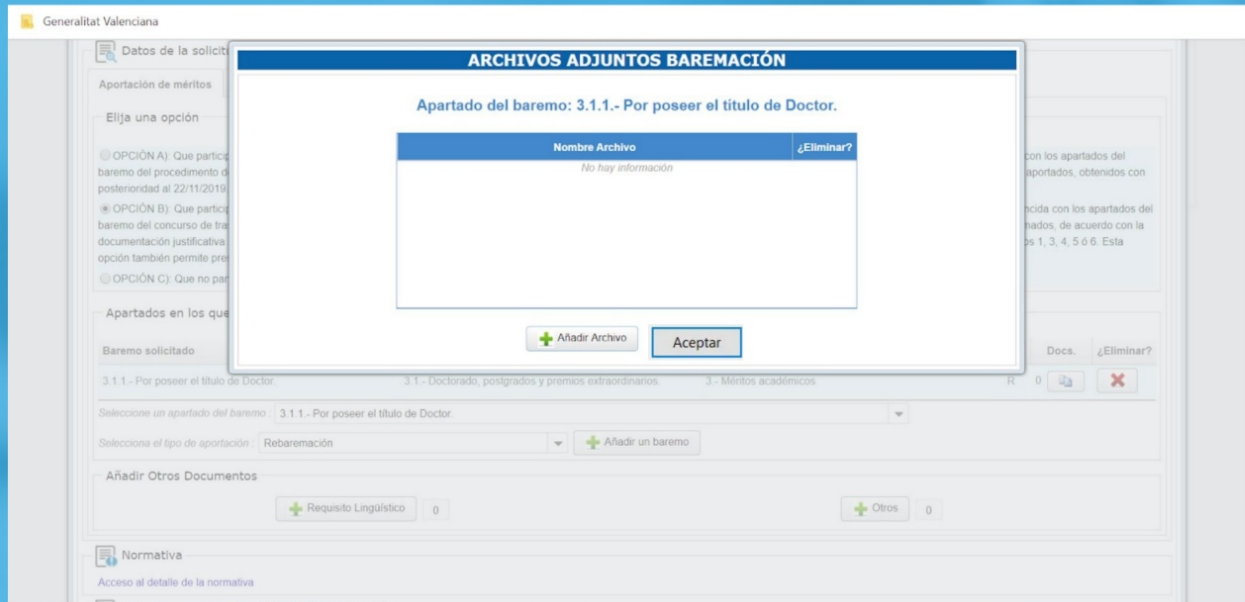 Generalitat Valenciana
Datos de la solicit
ARCHIVOS ADJUNTOS BAREMACIÓN
Aportación de méritos
Apartado del baremo: 3.1.1.- Por poseer el título de Doctor.
Elija una opción
Nombre Archivo ¿Eliminar?
No hay información
OPCIÓN A): Que particip con los apartados del
baremo del procedimento d aportados, obtenidos con
posterioridad al 22/11/2019
OPCIÓN B): Que particip ncida con los apartados del
baremo del concurso de tra nados, de acuerdo con la
documentación justificativa os 1, 3, 4, 5 ó 6. Esta
opción también permite pre
OPCIÓN C): Que no par
Apartados en los que
Añadir Archivo Aceptar
Baremo solicitado Docs. ¿Eliminar?
3.1.1.- Por poseer el título de Doctor. 3.1.- Doctorado, postgrados y premios extraordinarios. 3.- Méritos académicos R 0
Seleccione un apartado del baremo : 3.1.1.- Por poseer el título de Doctor.
Selecciona el tipo de aportación : Rebaremación Añadir un baremo
Añadir Otros Documentos
Requisito Lingüístico 0 Otros 0
Normativa
Acceso al detalle de la normativa